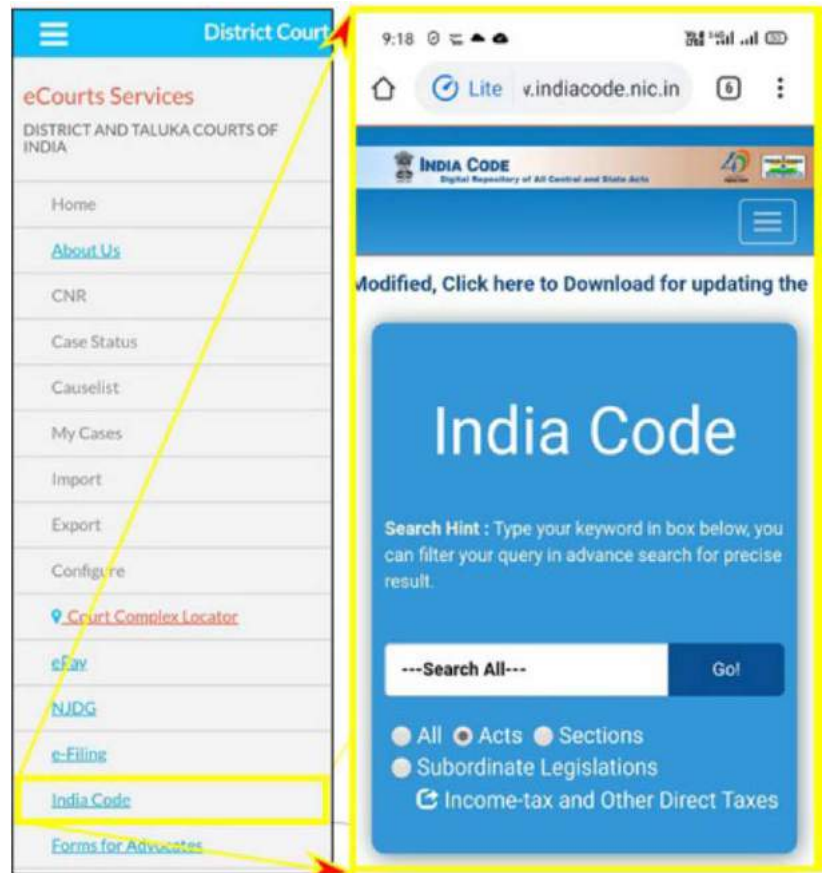 District Court
eCourts Services
DISTRICT AND TALUKA COURTS OF
INDIA
Home
About Us
CNR
Case Status
Causelist
My Cases
Import
Export
Configure
Court Complex Locator
ePay
NJDG
e-Filing
India Code
Forms for Advocates
9:18
Lite v.indiacode.nic.in 6
INDIA CODE
Digital Repository of All Central and State Acts
Modified, Click here to Download for updating the
India Code
Search Hint : Type your keyword in box below, you
can filter your query in advance search for precise
result.
---Search All--- Go!
All Acts Sections
Subordinate Legislations
Income-tax and Other Direct Taxes